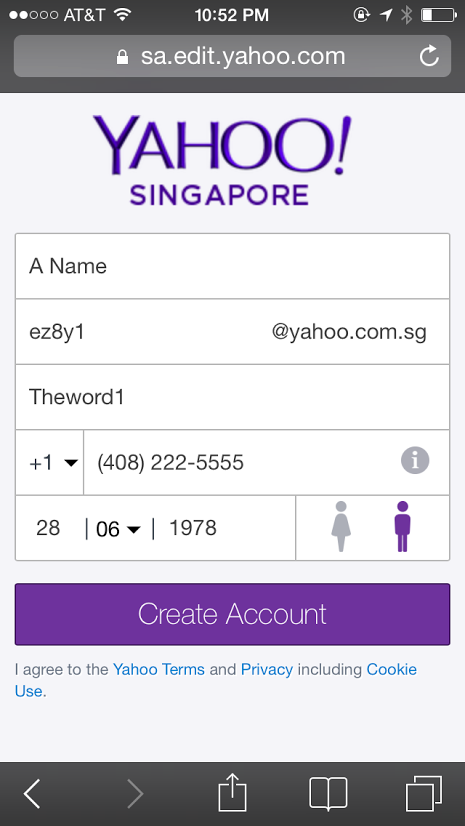 AT&T 10:52 PM
sa.edit.yahoo.com
YAHOO!
SINGAPORE
A Name
ez8y1 @yahoo.com.sg
Theword1
+1 (408) 222-5555 i
28 | 06 | 1978
Create Account
I agree to the Yahoo Terms and Privacy including Cookie
Use.